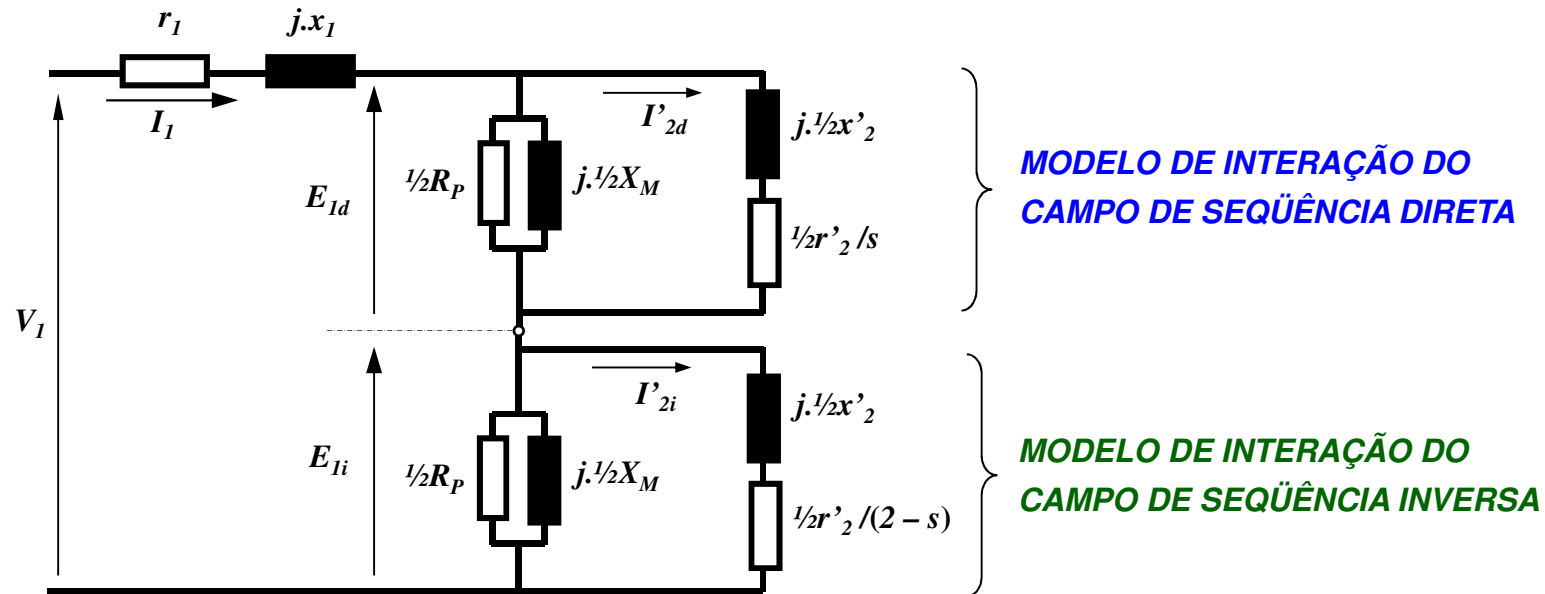 r1
j.x1
I1
I’2d
j.½x’2
½RP
j.½XM
E1d
½r’2 /s
MODELO DE INTERAÇÃO DO
CAMPO DE SEQÜÊNCIA DIRETA
V1
I’2i
j.½x’2
E1i
½RP
j.½XM
½r’2 /(2 – s)
MODELO DE INTERAÇÃO DO
CAMPO DE SEQÜÊNCIA INVERSA